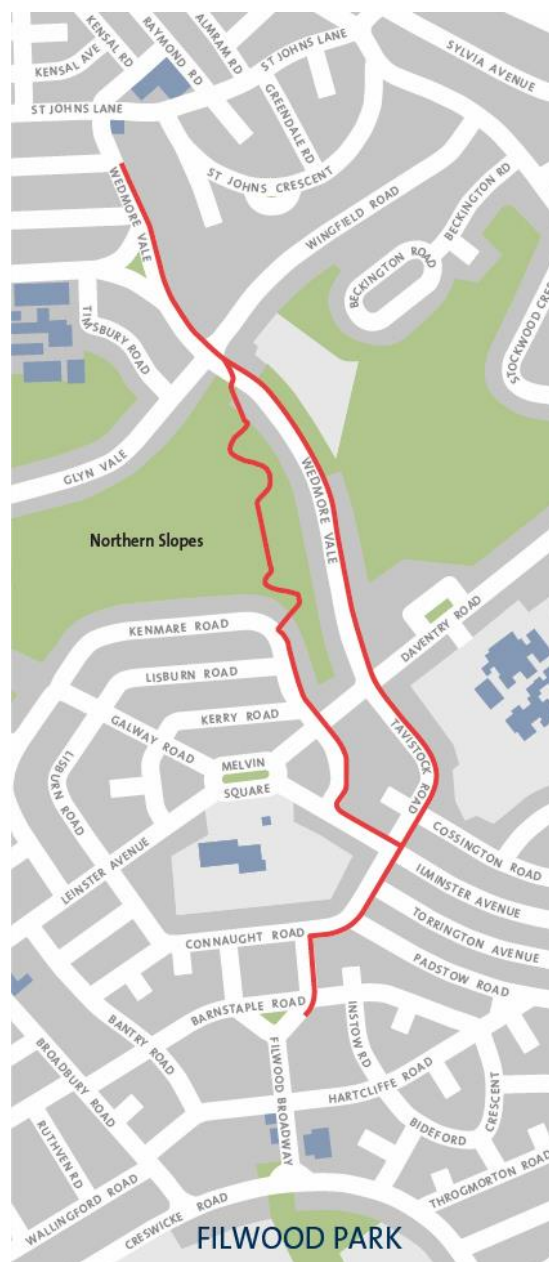 KENSAL RD
RAYMOND RD
ALMRAM RD
KENSAL AVE
ST JOHNS LANE
SYLVIA AVENUE
ST JOHNS LANE
GREENDALE RD
ST JOHNS CRESCENT
WEDMORE VALE
WINGFIELD ROAD
BECKINGTON RD
BECKINGTON ROAD
STOCKWOOD CRE
TIMSBURY ROAD
GLYN VALE
WEDMORE VALE
Northern Slopes
DAVENTRY ROAD
KENMARE ROAD
LISBURN ROAD
KERRY ROAD
GALWAY ROAD
LISBURN ROAD
MELVIN
SQUARE
TAVISTOCK ROAD
COSSINGTON ROAD
LEINSTER AVENUE
ILMINSTER AVENUE
TORRINGTON AVENUE
CONNAUGHT ROAD
PADSTOW ROAD
BARNSTAPLE ROAD
INSTOW RD
BANTRY ROAD
BROADBURY ROAD
FILWOOD BROADWAY
HARTCLIFFE ROAD
BIDEFORD CRESCENT
RUTHVEN RD
WALLINGFORD ROAD
CRESWICKE ROAD
THROGMORTON ROAD
FILWOOD PARK